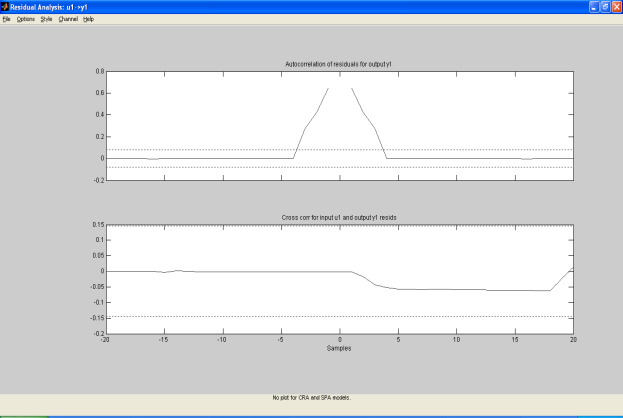 Residual Analysis: u1->y1
File Options Style Channel Help
Autocorrelation of residuals for output y1
0.8
0.6
0.4
0.2
0
-0.2
Cross corr for input u1 and output y1 resids
0.15
0.1
0.05
0
-0.05
-0.1
-0.15
-0.2
-20 -15 -10 -5 0 5 10 15 20
Samples
No plot for CRA and SPA models.